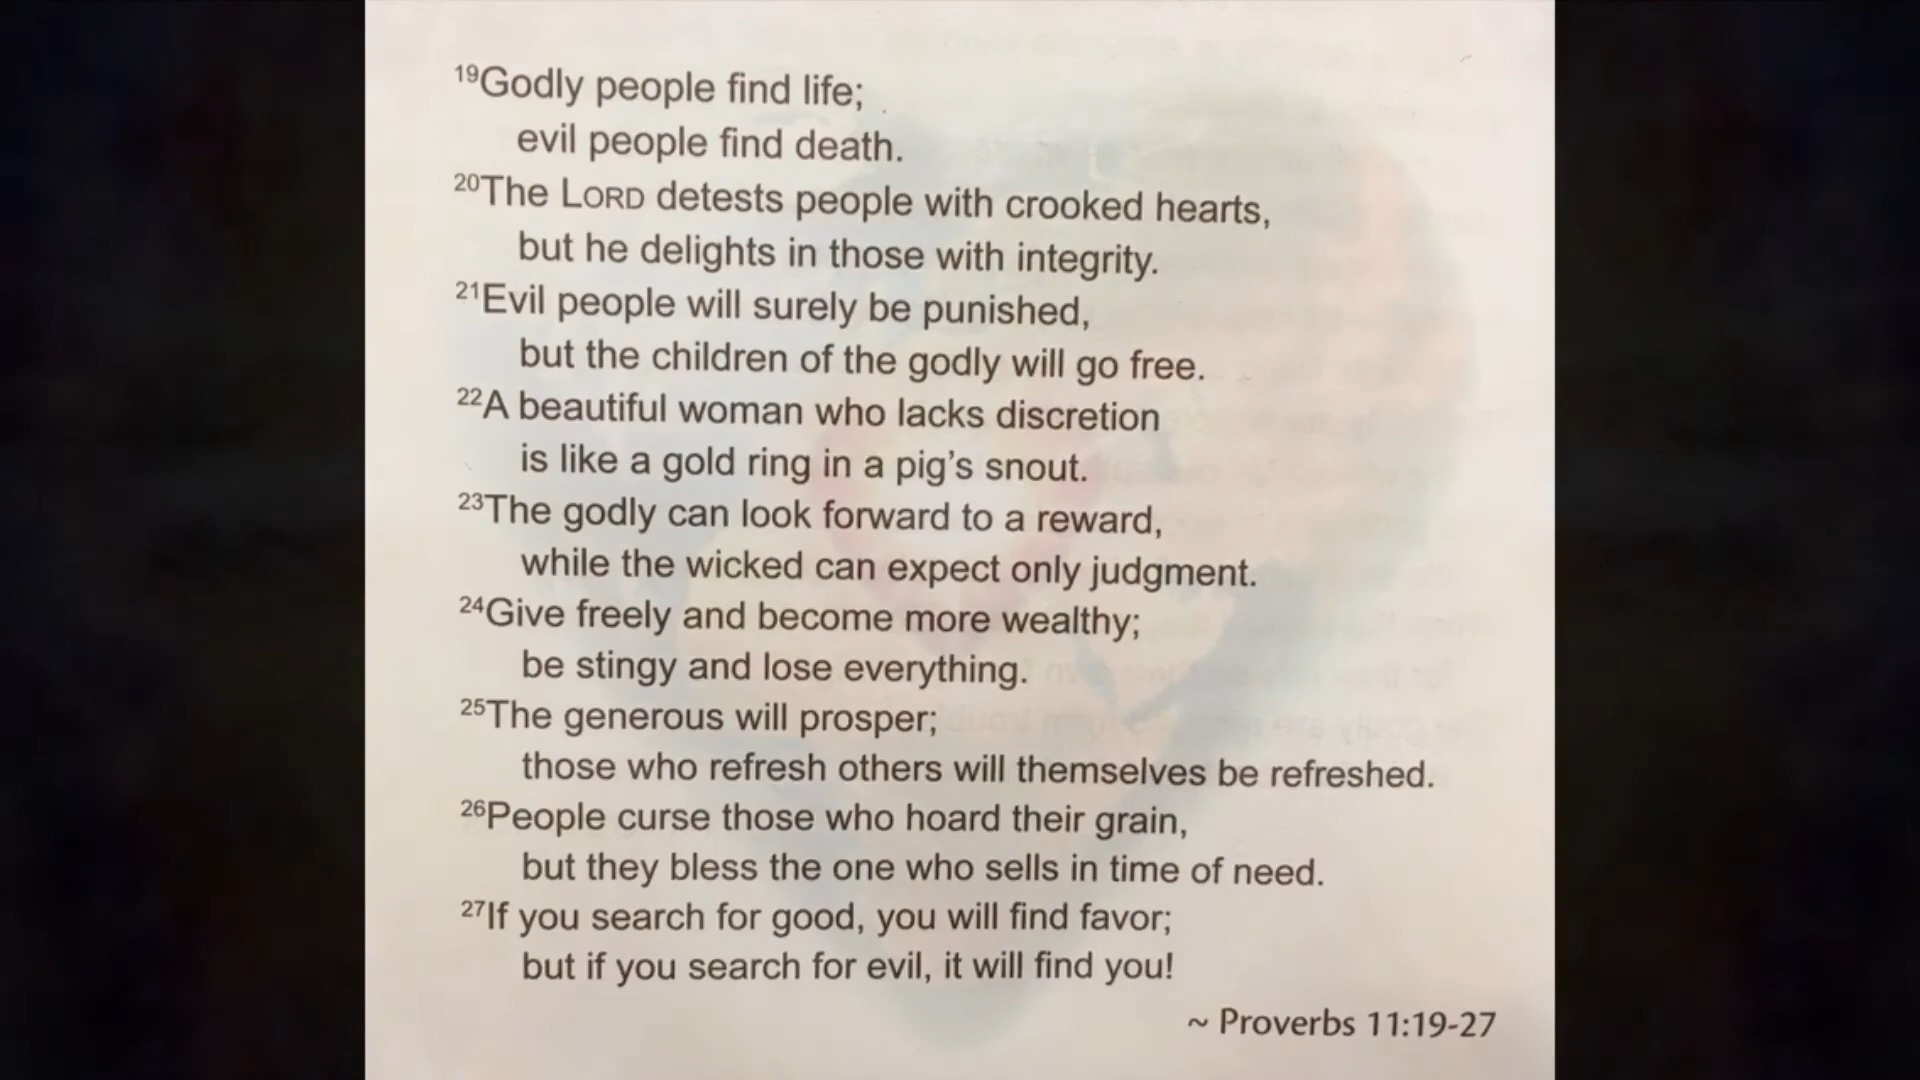 19Godly people find life;
evil people find death.
20The LORD detests people with crooked hearts,
but he delights in those with integrity.
21Evil people will surely be punished,
but the children of the godly will go free.
22A beautiful woman who lacks discretion
is like a gold ring in a pig's snout.
23The godly can look forward to a reward,
while the wicked can expect only judgment.
24Give freely and become more wealthy;
be stingy and lose everything.
25The generous will prosper;
those who refresh others will themselves be refreshed.
26People curse those who hoard their grain,
but they bless the one who sells in time of need.
27If you search for good, you will find favor;
but if you search for evil, it will find you!
~ Proverbs 11:19-27